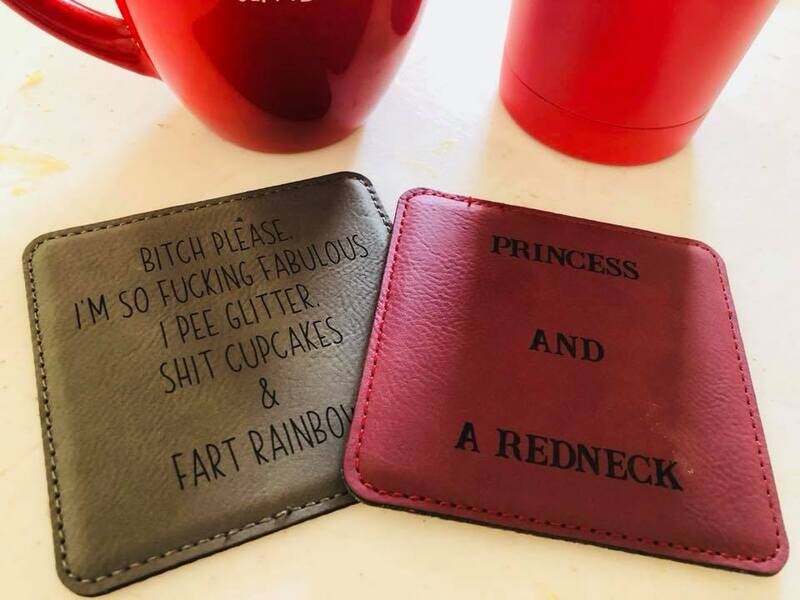 BITCH PLEASE.
I'M SO FUCKING FABULOUS
I PEE GLITTER.
SHIT CUPCAKES
&
FART RAINBOW
PRINCESS
AND
A REDNECK